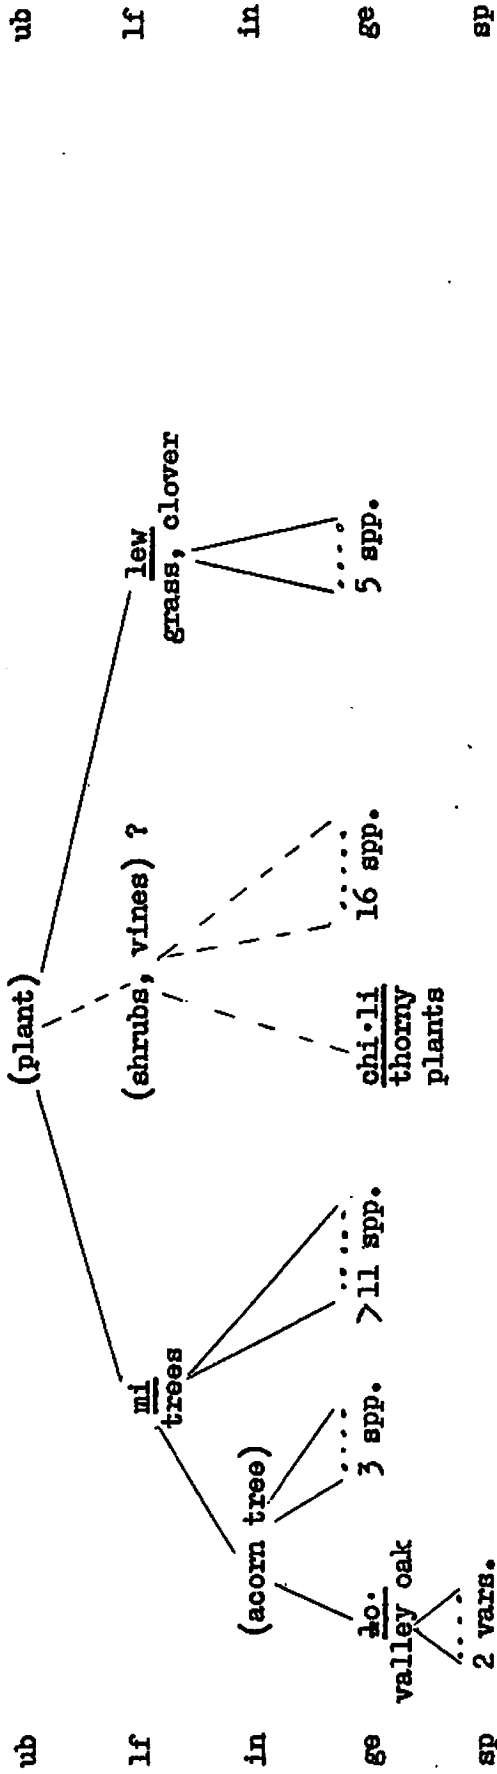 ub (plant) ub
lf mi (shrubs, vines) ? lew lf
trees grass, clover
in (acorn tree) in
ge ło· 3 spp. >11 spp. chi·li 16 spp. 5 spp. ge
valley oak thorny
plants
sp 2 vars. sp